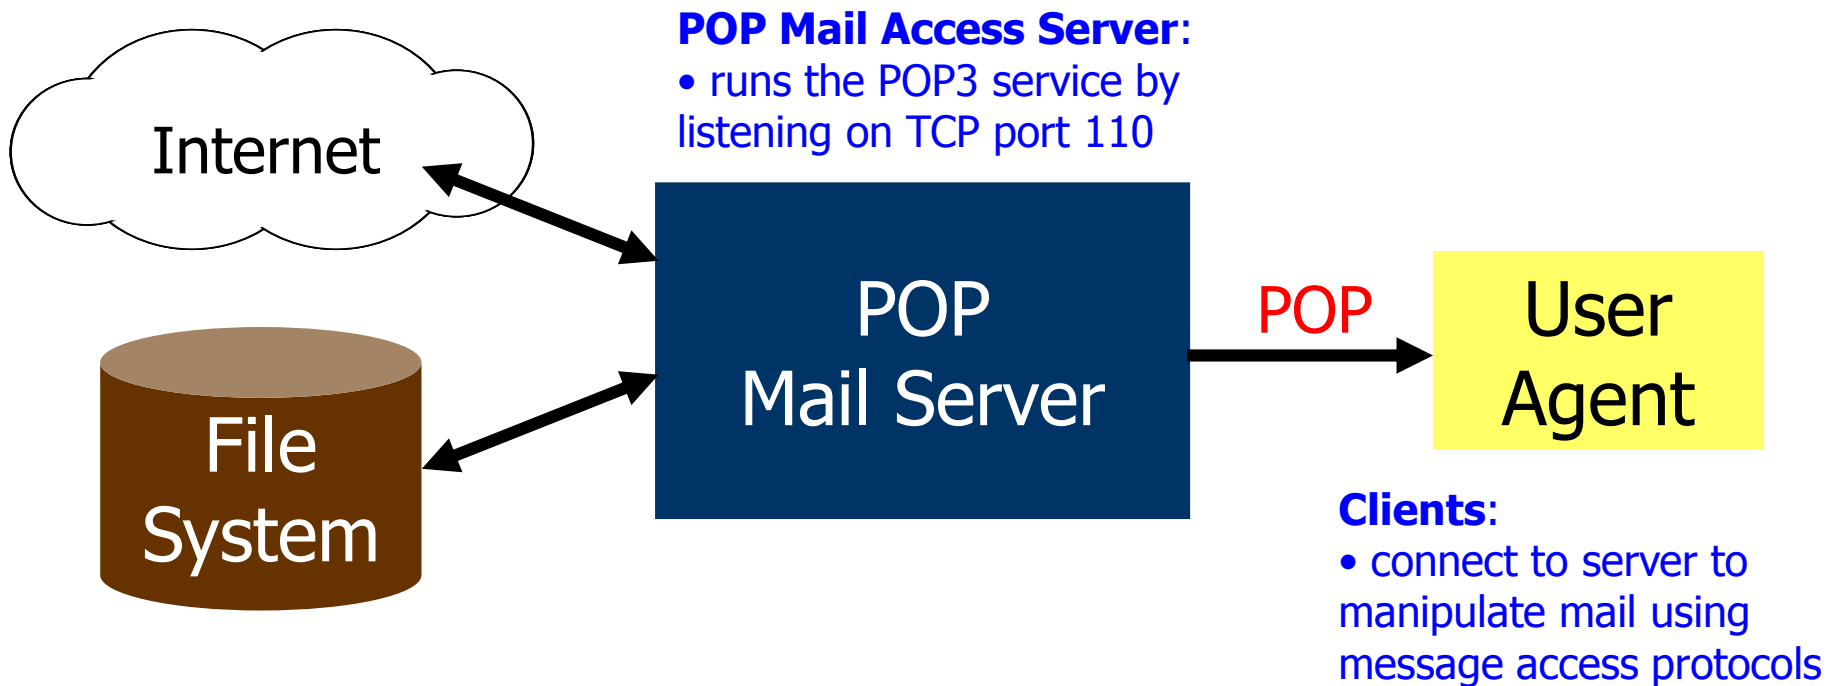 POP Mail Access Server:
• runs the POP3 service by
listening on TCP port 110
Internet
POP
Mail Server
POP
User
Agent
File
System
Clients:
• connect to server to
manipulate mail using
message access protocols